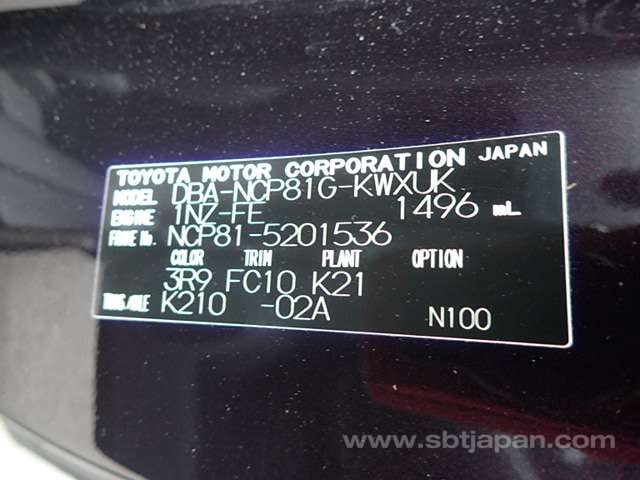 TOYOTA MOTOR CORPORATION JAPAN
MODEL DBA-NCP81G-KWXUK
ENGINE 1NZ-FE 1496 mL
FRAME No. NCP81-5201536
COLOR TRIM PLANT OPTION
3R9 FC10 K21
TRNS/AXLE K210 -02A N100
www.sbtjapan.com